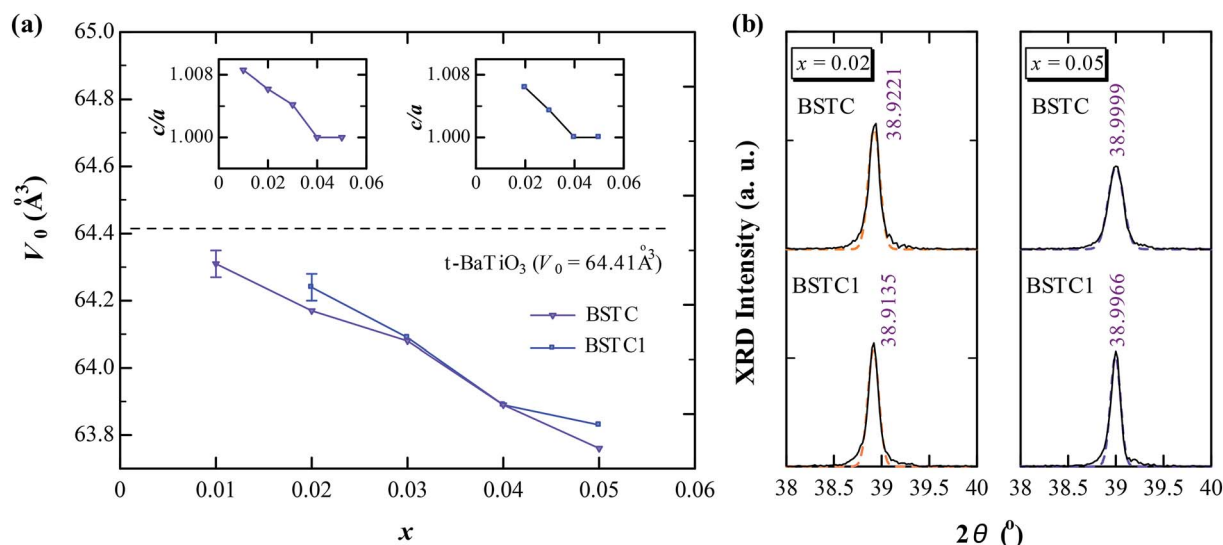 (a)
65.0
64.8
64.6
64.4
64.2
64.0
63.8
V0 (Å3)
0
0.01
0.02
0.03
0.04
0.05
0.06
x
1.008
1.000
c/a
0.00
0.02
0.04
0.06
1.008
1.000
c/a
0.00
0.02
0.04
0.06
t-BaTiO3 (V0 = 64.41Å3)
BSTC
BSTC1
(b)
XRD Intensity (a. u.)
x = 0.02
BSTC
38.9221
BSTC1
38.9135
38
38.5
39
39.5
40
x = 0.05
BSTC
38.9999
BSTC1
38.9966
38
38.5
39
39.5
40
2θ (o)